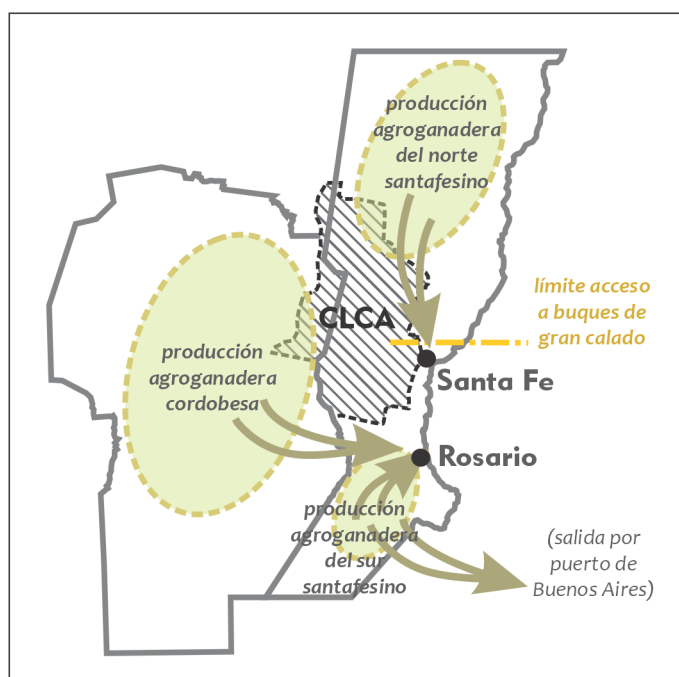 producción
agroganadera
del norte
santafesino
límite acceso
a buques de
gran calado
CLCA
producción
agroganadera
cordobesa
Santa Fe
Rosario
producción
agroganadera
del sur
santafesino
(salida por
puerto de
Buenos Aires)